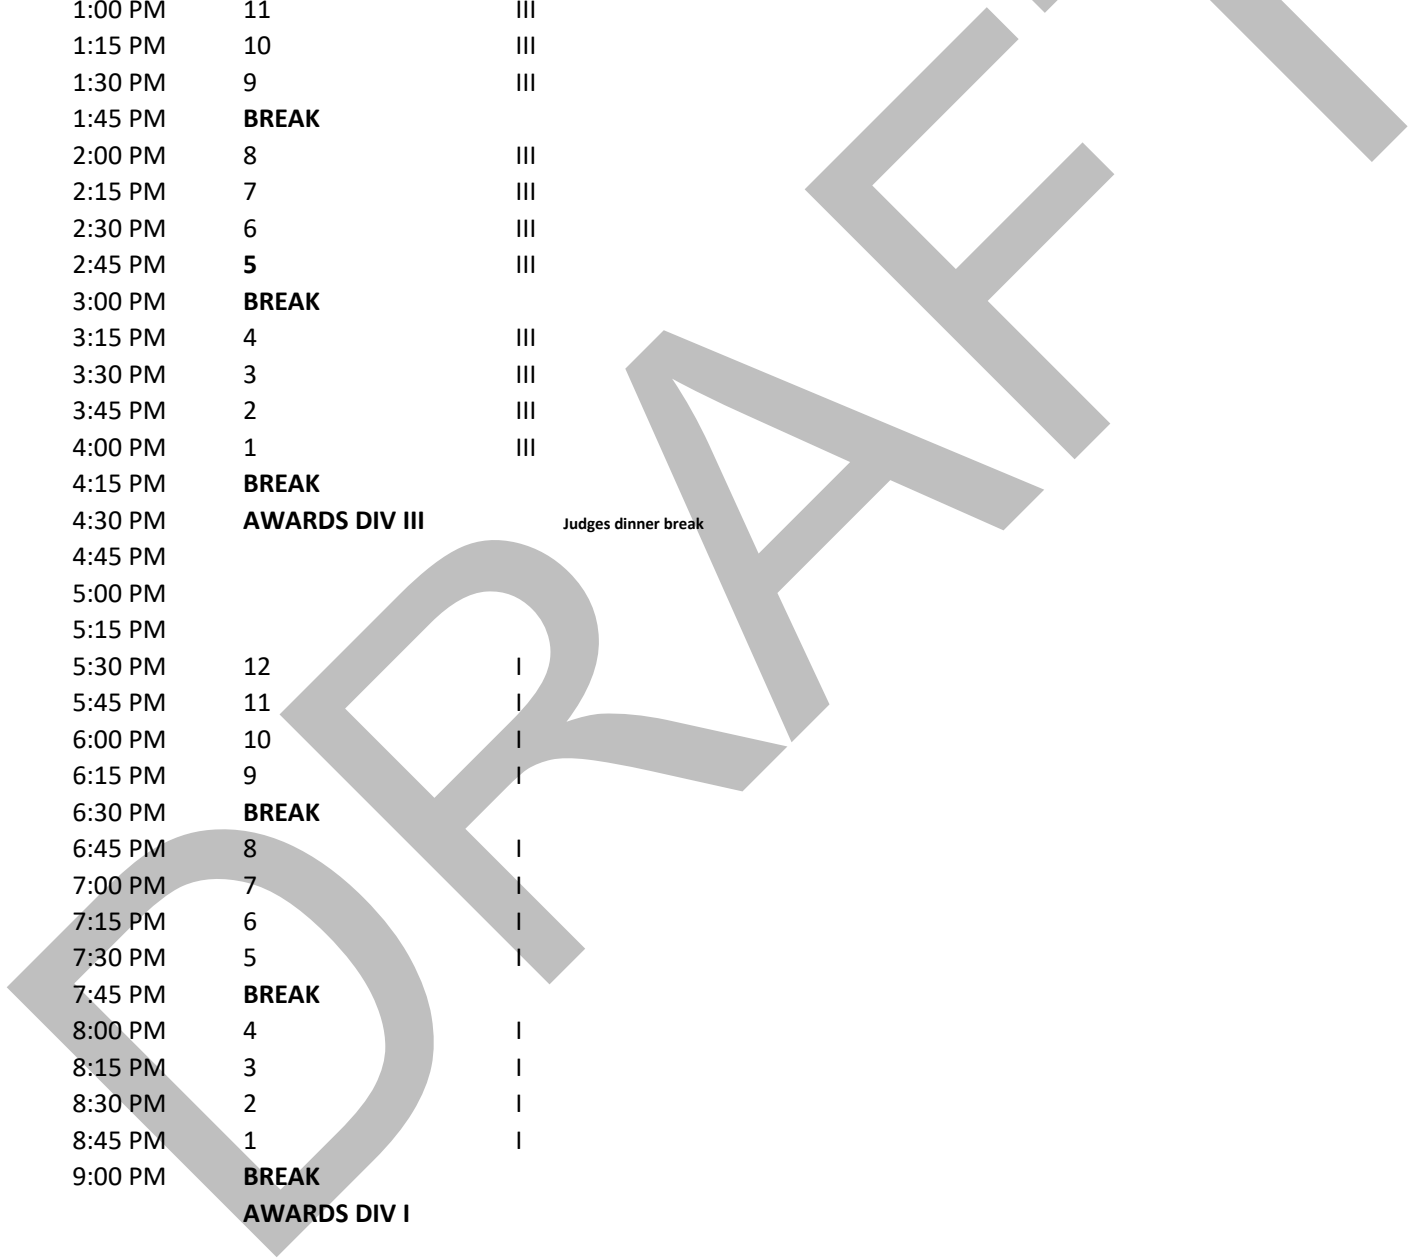 1:00 PM 11 III
1:15 PM 10 III
1:30 PM 9 III
1:45 PM BREAK
2:00 PM 8 III
2:15 PM 7 III
2:30 PM 6 III
2:45 PM 5 III
3:00 PM BREAK
3:15 PM 4 III
3:30 PM 3 III
3:45 PM 2 III
4:00 PM 1 III
4:15 PM BREAK
4:30 PM AWARDS DIV III Judges dinner break
4:45 PM
5:00 PM
5:15 PM
5:30 PM 12 I
5:45 PM 11 I
6:00 PM 10 I
6:15 PM 9 I
6:30 PM BREAK
6:45 PM 8 I
7:00 PM 7 I
7:15 PM 6 I
7:30 PM 5 I
7:45 PM BREAK
8:00 PM 4 I
8:15 PM 3 I
8:30 PM 2 I
8:45 PM 1 I
9:00 PM BREAK
AWARDS DIV I
DRAFT